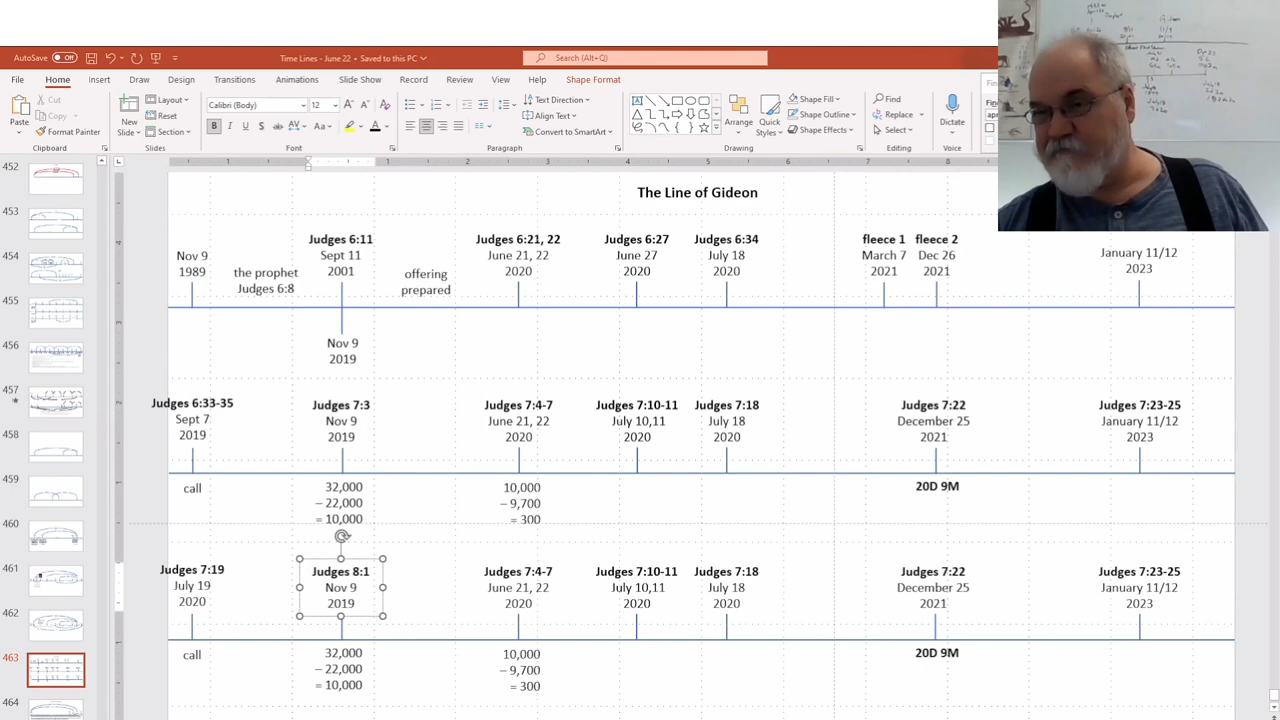 AutoSave Off Time Lines - June 22 - Saved to this PC Search (Alt+Q)
File Home Insert Draw Design Transitions Animations Slide Show Record Review View Help Shape Format
Paste Cut Copy Format Painter New Slide Layout Reset Section Calibri (Body) 12 Text Direction Align Text Convert to SmartArt Arrange Quick Styles Shape Fill Shape Outline Shape Effects Find Replace Select Dictate
Clipboard Slides Font Paragraph Drawing Editing Voice
The Line of Gideon
Nov 9
1989
the prophet
Judges 6:8
Judges 6:11
Sept 11
2001
offering
prepared
Judges 6:21, 22
June 21, 22
2020
Judges 6:27
June 27
2020
Judges 6:34
July 18
2020
fleece 1
March 7
2021
fleece 2
Dec 26
2021
January 11/12
2023
Nov 9
2019
Judges 6:33-35
Sept 7
2019
Judges 7:3
Nov 9
2019
Judges 7:4-7
June 21, 22
2020
Judges 7:10-11
July 10,11
2020
Judges 7:18
July 18
2020
Judges 7:22
December 25
2021
Judges 7:23-25
January 11/12
2023
call
32,000
– 22,000
= 10,000
10,000
– 9,700
= 300
20D 9M
Judges 7:19
July 19
2020
Judges 8:1
Nov 9
2019
Judges 7:4-7
June 21, 22
2020
Judges 7:10-11
July 10,11
2020
Judges 7:18
July 18
2020
Judges 7:22
December 25
2021
Judges 7:23-25
January 11/12
2023
call
32,000
– 22,000
= 10,000
10,000
– 9,700
= 300
20D 9M
452
453
454
455
456
457
458
459
460
461
462
463
464